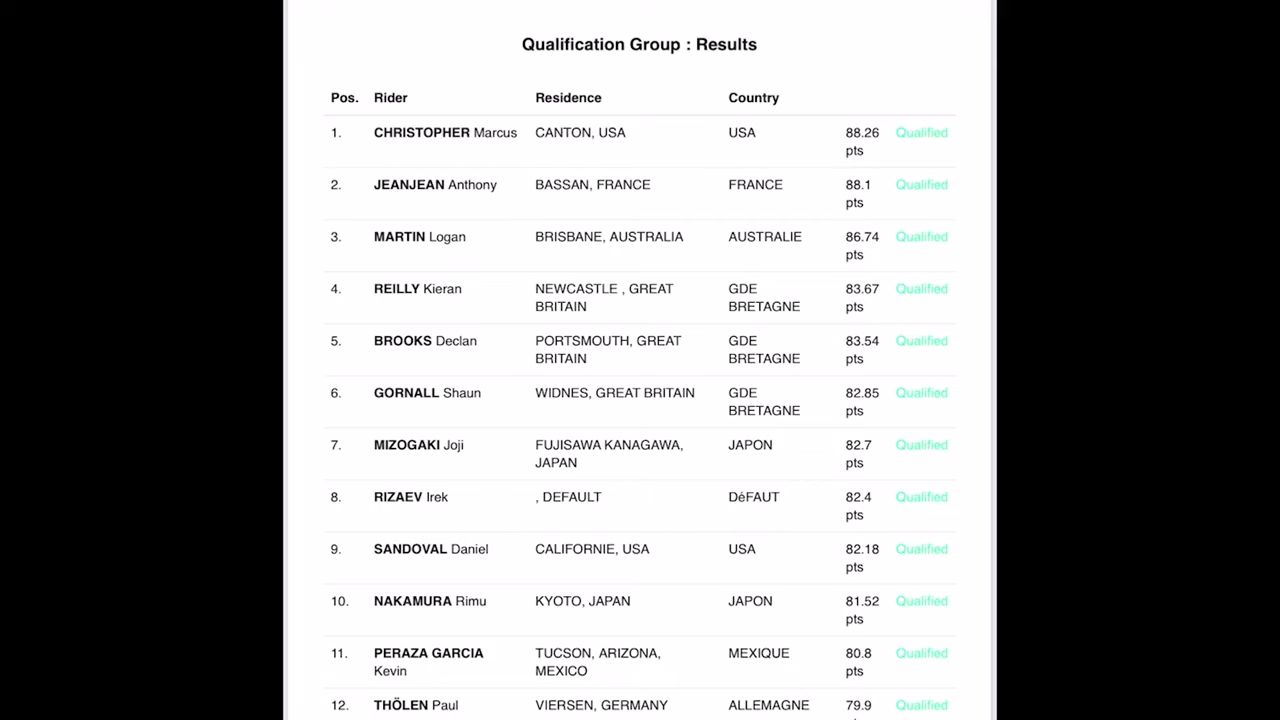 Qualification Group : Results
Pos. Rider Residence Country
1. CHRISTOPHER Marcus CANTON, USA USA 88.26 Qualified
pts
2. JEANJEAN Anthony BASSAN, FRANCE FRANCE 88.1 Qualified
pts
3. MARTIN Logan BRISBANE, AUSTRALIA AUSTRALIE 86.74 Qualified
pts
4. REILLY Kieran NEWCASTLE , GREAT GDE 83.67 Qualified
BRITAIN BRETAGNE pts
5. BROOKS Declan PORTSMOUTH, GREAT GDE 83.54 Qualified
BRITAIN BRETAGNE pts
6. GORNALL Shaun WIDNES, GREAT BRITAIN GDE 82.85 Qualified
BRETAGNE pts
7. MIZOGAKI Joji FUJISAWA KANAGAWA, JAPON 82.7 Qualified
JAPAN pts
8. RIZAEV Irek , DEFAULT DéFAUT 82.4 Qualified
pts
9. SANDOVAL Daniel CALIFORNIE, USA USA 82.18 Qualified
pts
10. NAKAMURA Rimu KYOTO, JAPAN JAPON 81.52 Qualified
pts
11. PERAZA GARCIA TUCSON, ARIZONA, MEXIQUE 80.8 Qualified
Kevin MEXICO pts
12. THÖLEN Paul VIERSEN, GERMANY ALLEMAGNE 79.9 Qualified